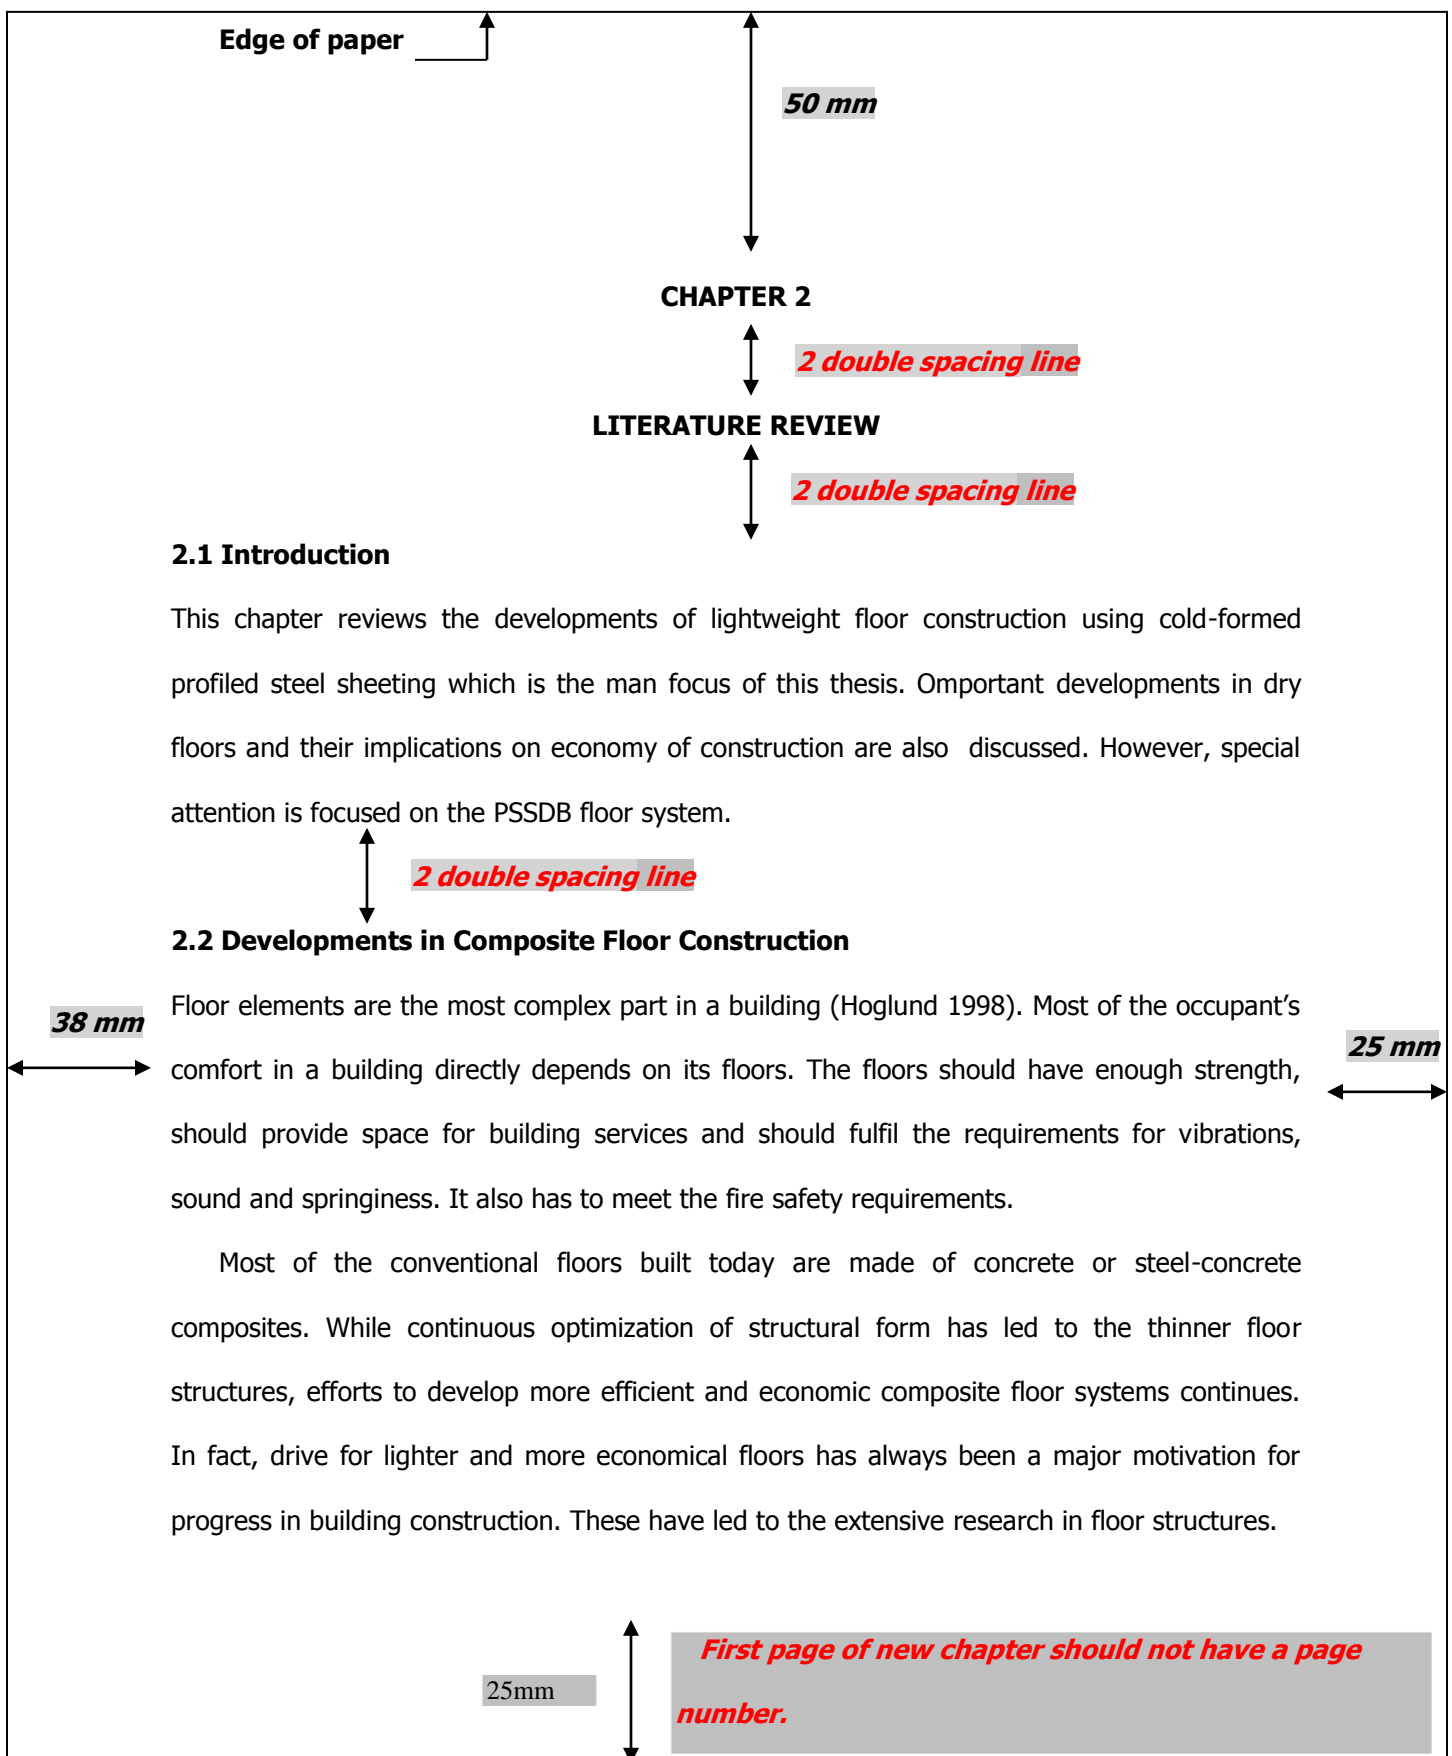 Edge of paper
50 mm
CHAPTER 2
2 double spacing line
LITERATURE REVIEW
2 double spacing line
2.1 Introduction
This chapter reviews the developments of lightweight floor construction using cold-formed
profiled steel sheeting which is the man focus of this thesis. Omportant developments in dry
floors and their implications on economy of construction are also  discussed. However, special
attention is focused on the PSSDB floor system.
2 double spacing line
2.2 Developments in Composite Floor Construction
Floor elements are the most complex part in a building (Hoglund 1998). Most of the occupant’s
38 mm
25 mm
comfort in a building directly depends on its floors. The floors should have enough strength,
should provide space for building services and should fulfil the requirements for vibrations,
sound and springiness. It also has to meet the fire safety requirements.
Most of the conventional floors built today are made of concrete or steel-concrete
composites. While continuous optimization of structural form has led to the thinner floor
structures, efforts to develop more efficient and economic composite floor systems continues.
In fact, drive for lighter and more economical floors has always been a major motivation for
progress in building construction. These have led to the extensive research in floor structures.
25mm
First page of new chapter should not have a page
number.